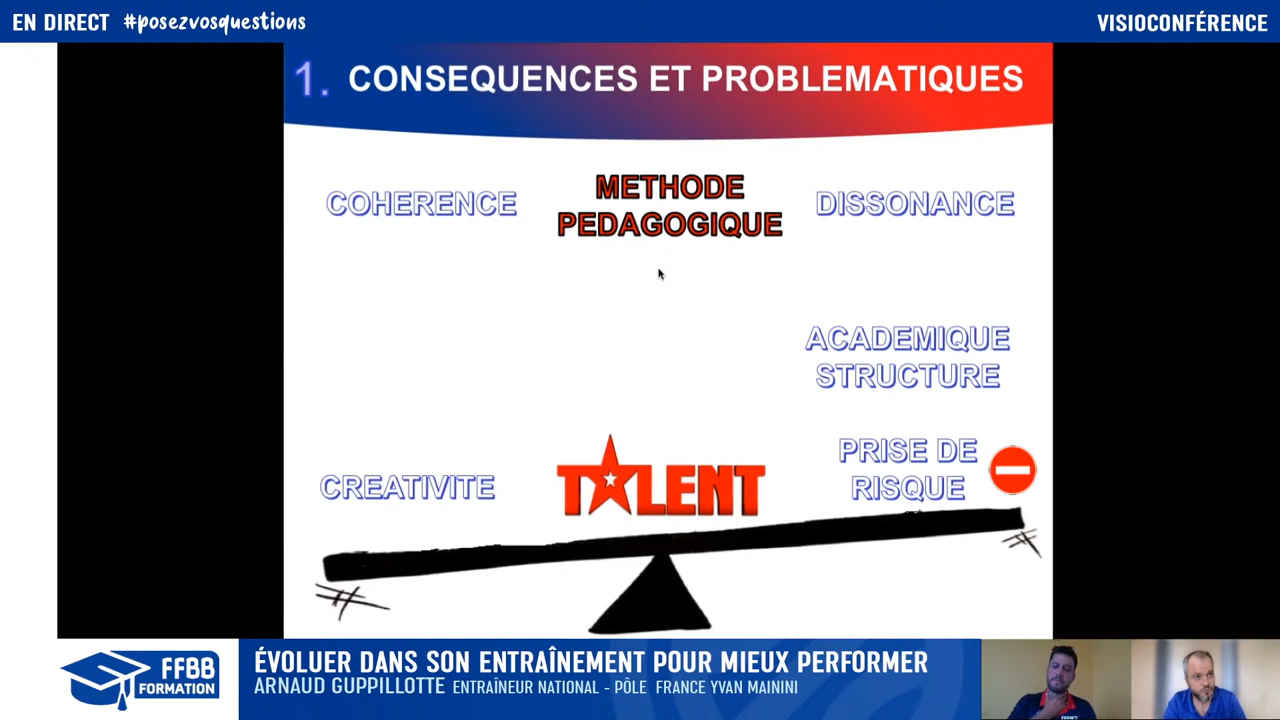 EN DIRECT #posezvosquestions
VISIOCONFÉRENCE
1. CONSEQUENCES ET PROBLEMATIQUES
COHERENCE
METHODE
PEDAGOGIQUE
DISSONANCE
ACADEMIQUE
STRUCTURE
CREATIVITE
TALENT
PRISE DE
RISQUE
FFBB
FORMATION
ÉVOLUER DANS SON ENTRAÎNEMENT POUR MIEUX PERFORMER
ARNAUD GUPPILLOTTE ENTRAÎNEUR NATIONAL - PÔLE FRANCE YVAN MAININI